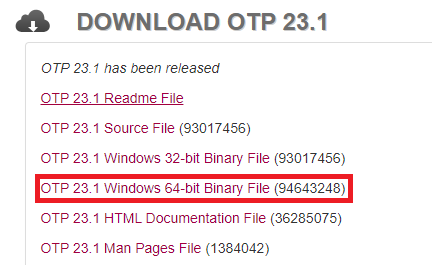 DOWNLOAD OTP 23.1
OTP 23.1 has been released
OTP 23.1 Readme File
OTP 23.1 Source File (93017456)
OTP 23.1 Windows 32-bit Binary File (93017456)
OTP 23.1 Windows 64-bit Binary File (94643248)
OTP 23.1 HTML Documentation File (36285075)
OTP 23.1 Man Pages File (1384042)